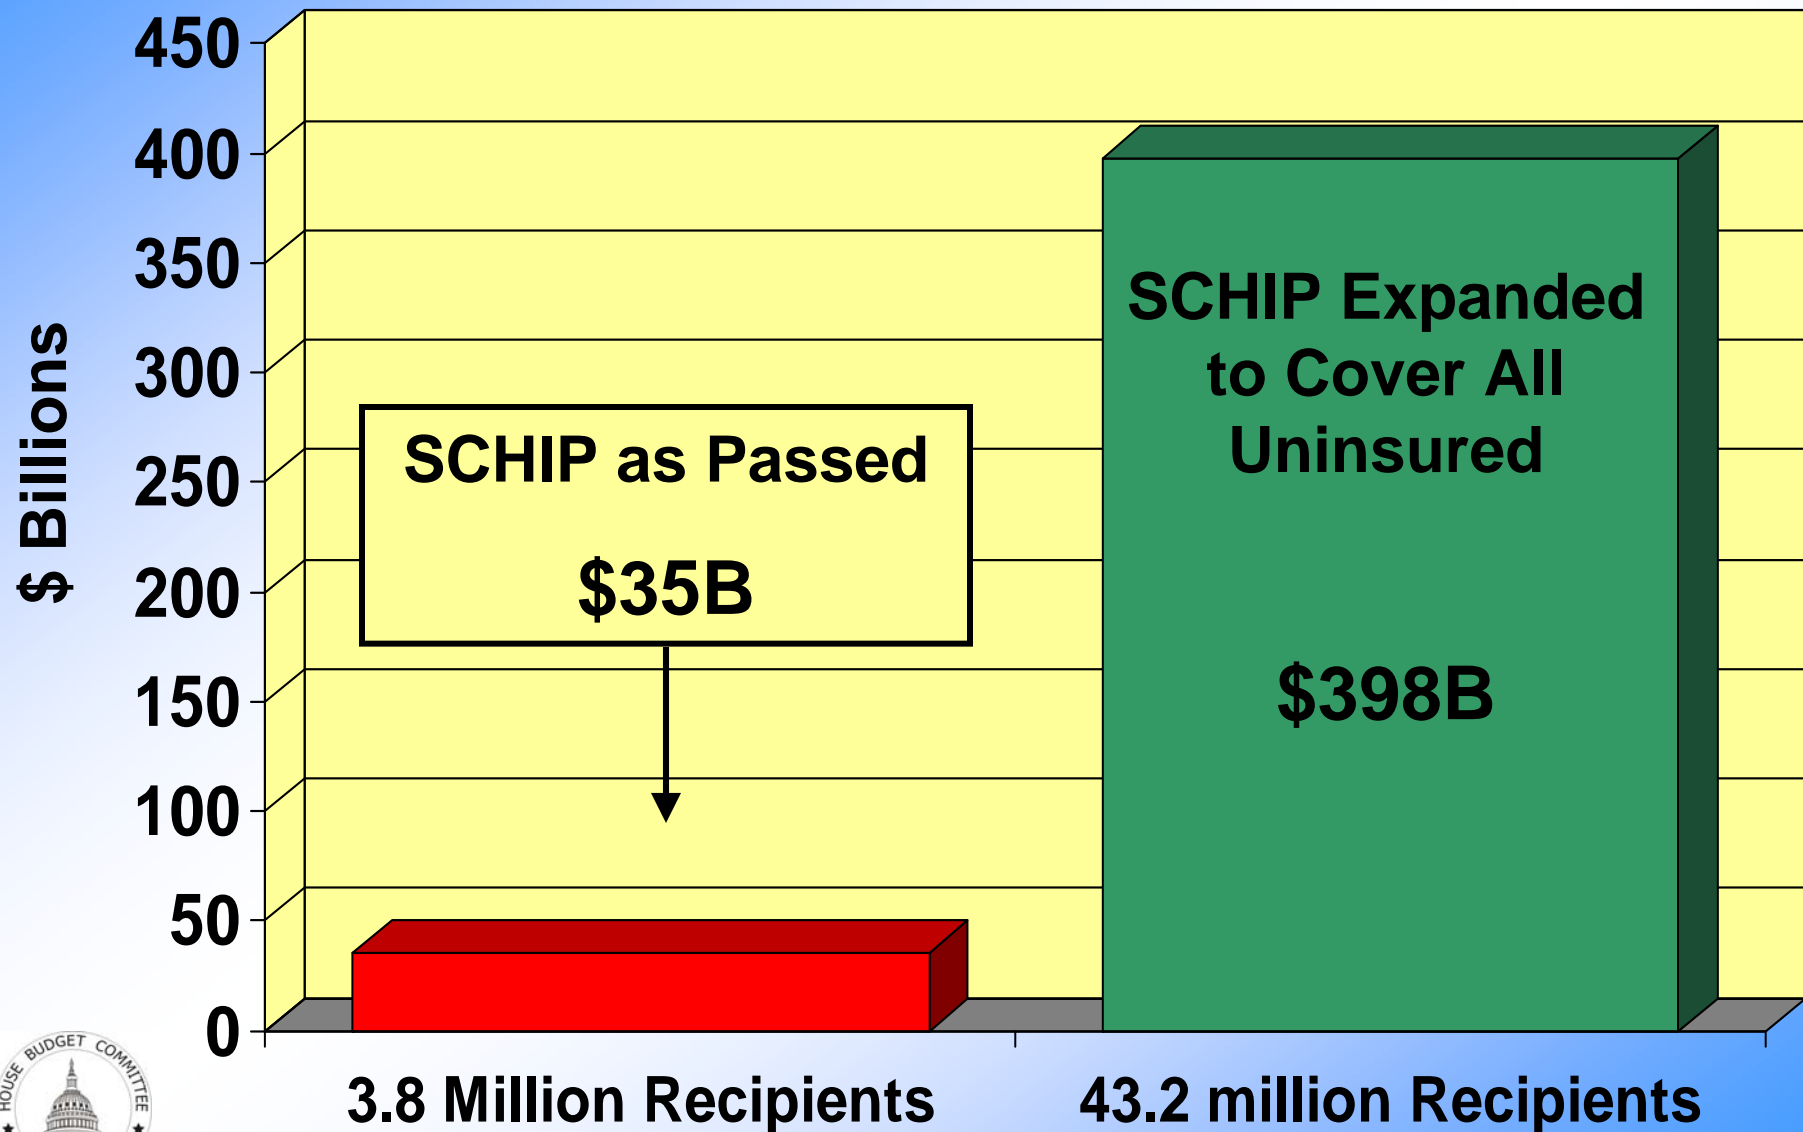 $ Billions
450
400
350
300
250
200
150
100
50
0
SCHIP as Passed
$35B
SCHIP Expanded
to Cover All
Uninsured
$398B
3.8 Million Recipients
43.2 million Recipients
HOUSE BUDGET COMMITTEE